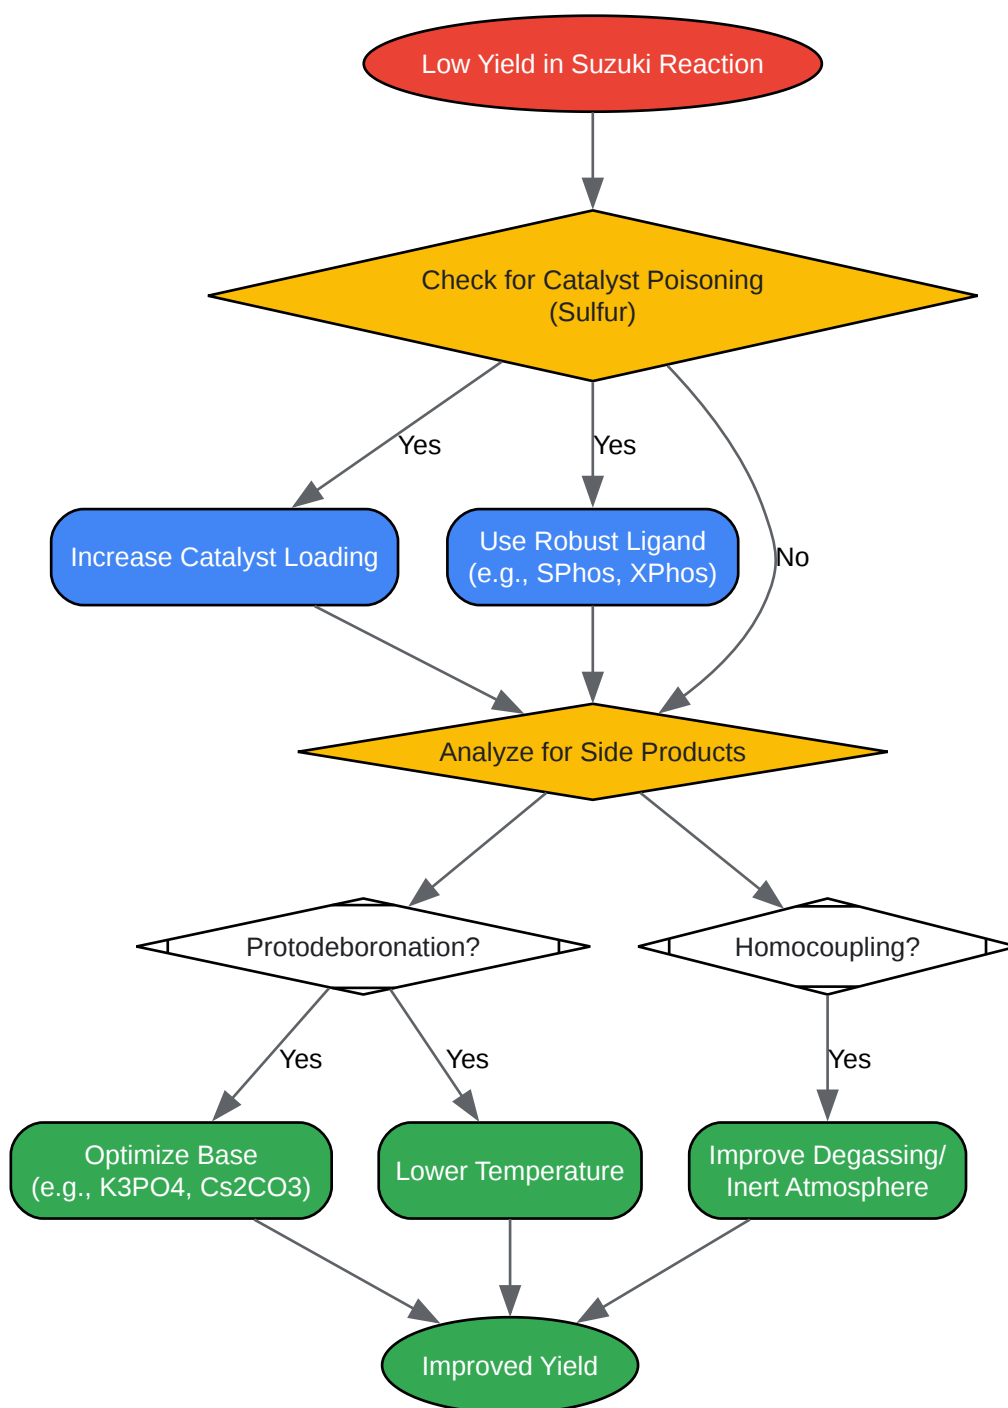 Low Yield in Suzuki Reaction
Check for Catalyst Poisoning
(Sulfur)
Yes
Yes
Increase Catalyst Loading
Use Robust Ligand
(e.g., SPhos, XPhos)
No
Analyze for Side Products
Protodeboronation?
Homocoupling?
Yes
Yes
Yes
Optimize Base
(e.g., K3PO4, Cs2CO3)
Lower Temperature
Improve Degassing/
Inert Atmosphere
Improved Yield